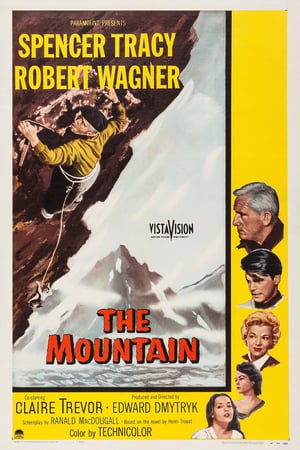 PARAMOUNT PRESENTS
SPENCER TRACY
ROBERT WAGNER
VISTAVISION
THE
MOUNTAIN
Co-starring
CLAIRE TREVOR
Produced and Directed by
EDWARD DMYTRYK
Screenplay by RANALD MacDOUGALL • Based on the novel by Henri Troyat
Color by TECHNICOLOR